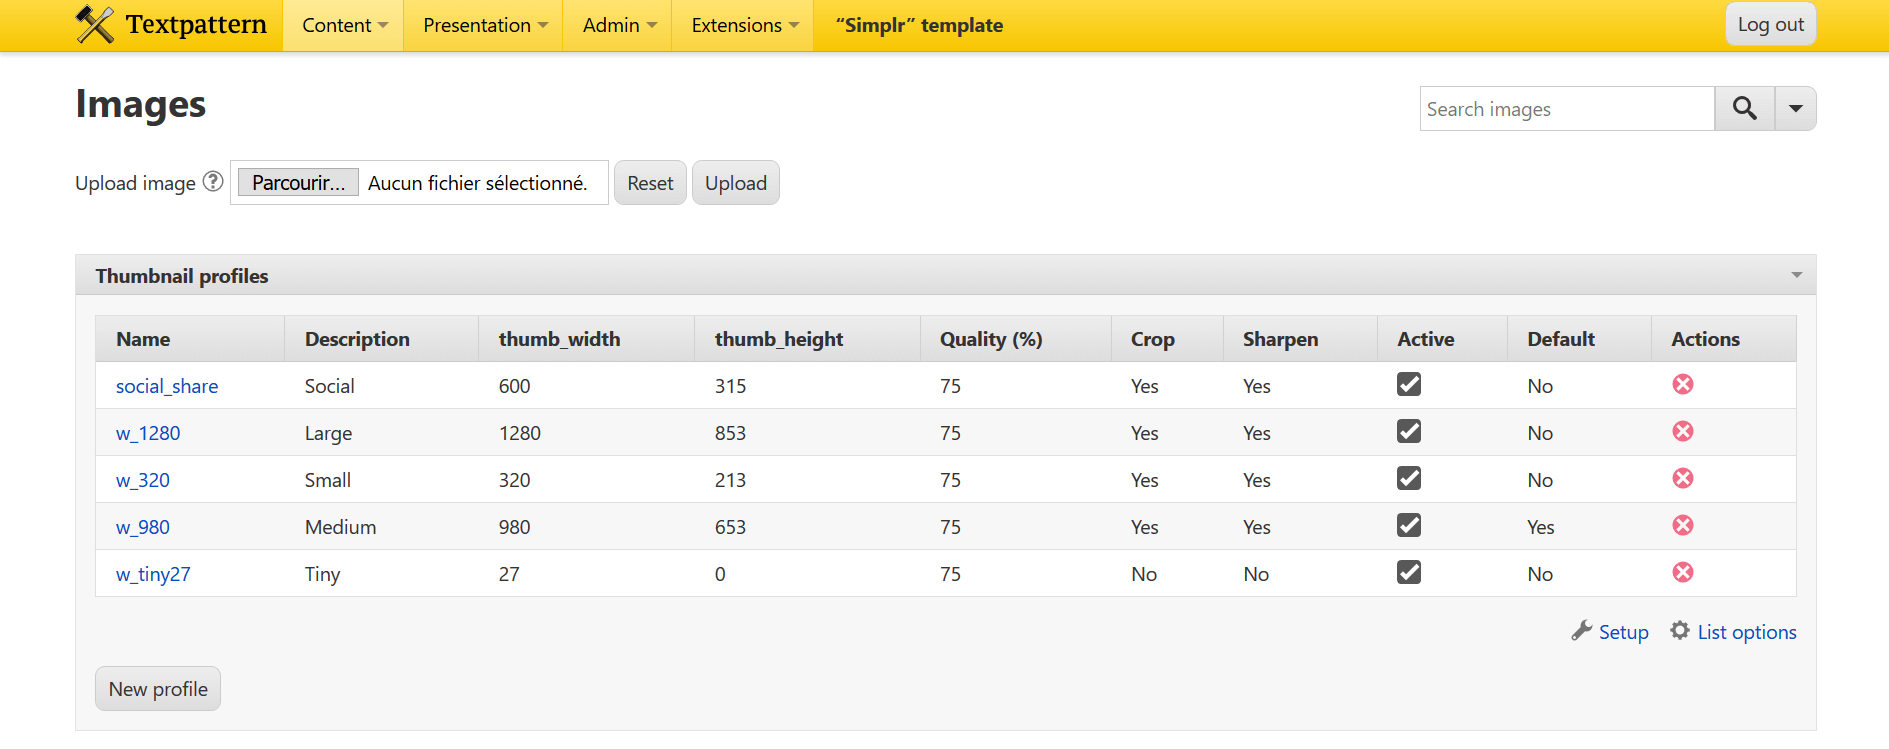 Textpattern Content Presentation Admin Extensions “Simplr” template Log out
Images
Search images
Upload image ? Parcourir... Aucun fichier sélectionné. Reset Upload
Thumbnail profiles
Name Description thumb_width thumb_height Quality (%) Crop Sharpen Active Default Actions
social_share Social 600 315 75 Yes Yes No
w_1280 Large 1280 853 75 Yes Yes No
w_320 Small 320 213 75 Yes Yes No
w_980 Medium 980 653 75 Yes Yes Yes
w_tiny27 Tiny 27 0 75 No No No
Setup List options
New profile